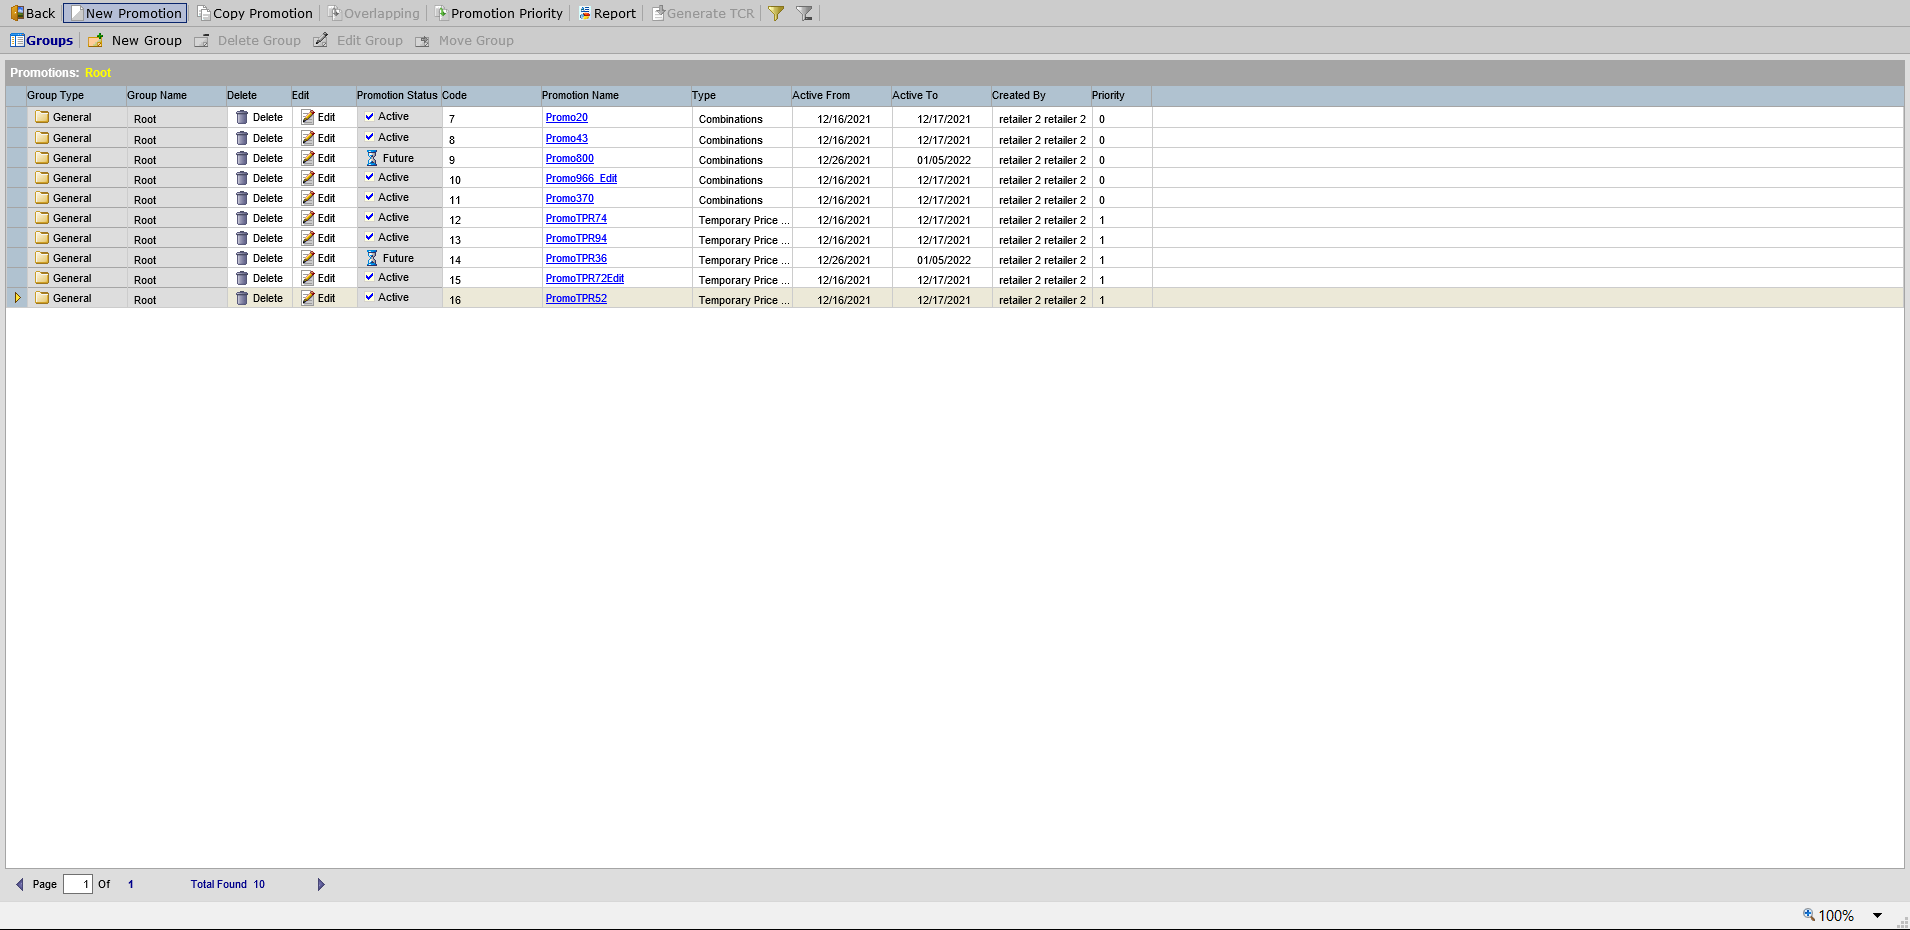 Back New Promotion Copy Promotion Overlapping Promotion Priority Report Generate TCR
Groups New Group Delete Group Edit Group Move Group
Promotions: Root
Group Type Group Name Delete Edit Promotion Status Code Promotion Name Type Active From Active To Created By Priority
General Root Delete Edit Active 7 Promo20 Combinations 12/16/2021 12/17/2021 retailer 2 retailer 2 0
General Root Delete Edit Active 8 Promo43 Combinations 12/16/2021 12/17/2021 retailer 2 retailer 2 0
General Root Delete Edit Future 9 Promo800 Combinations 12/26/2021 01/05/2022 retailer 2 retailer 2 0
General Root Delete Edit Active 10 Promo966_Edit Combinations 12/16/2021 12/17/2021 retailer 2 retailer 2 0
General Root Delete Edit Active 11 Promo370 Combinations 12/16/2021 12/17/2021 retailer 2 retailer 2 0
General Root Delete Edit Active 12 PromoTPR74 Temporary Price ... 12/16/2021 12/17/2021 retailer 2 retailer 2 1
General Root Delete Edit Active 13 PromoTPR94 Temporary Price ... 12/16/2021 12/17/2021 retailer 2 retailer 2 1
General Root Delete Edit Future 14 PromoTPR36 Temporary Price ... 12/26/2021 01/05/2022 retailer 2 retailer 2 1
General Root Delete Edit Active 15 PromoTPR72Edit Temporary Price ... 12/16/2021 12/17/2021 retailer 2 retailer 2 1
General Root Delete Edit Active 16 PromoTPR52 Temporary Price ... 12/16/2021 12/17/2021 retailer 2 retailer 2 1
Page 1 Of 1 Total Found 10
100%